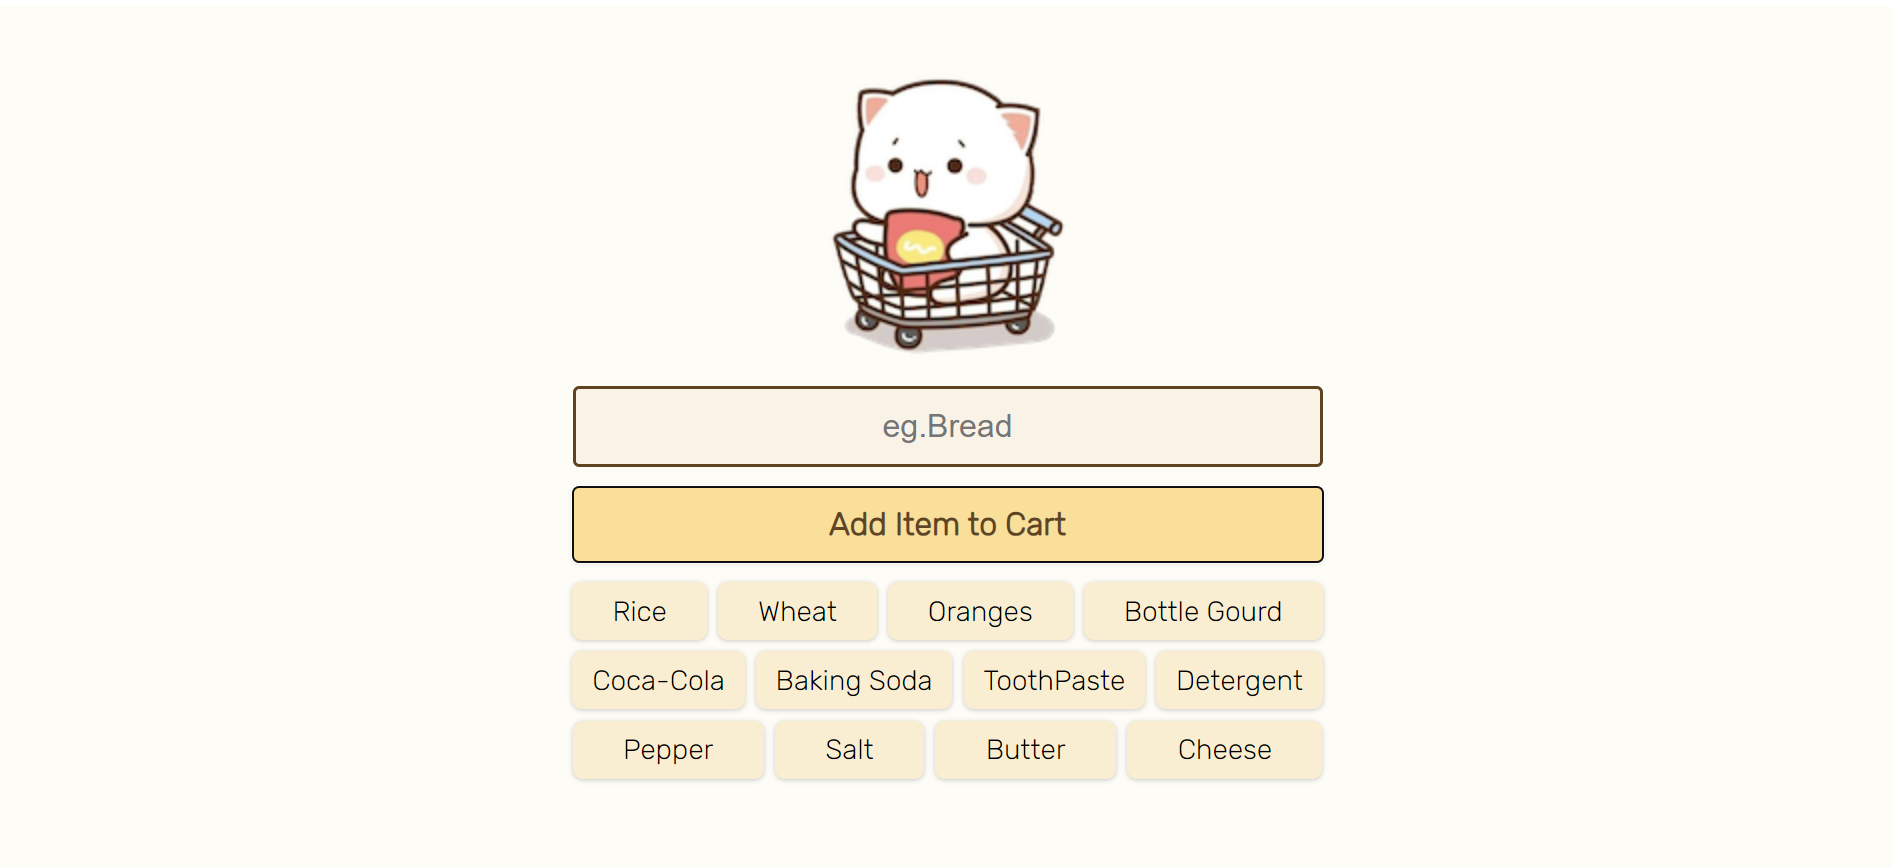 eg.Bread
Add Item to Cart
Rice Wheat Oranges Bottle Gourd
Coca-Cola Baking Soda ToothPaste Detergent
Pepper Salt Butter Cheese